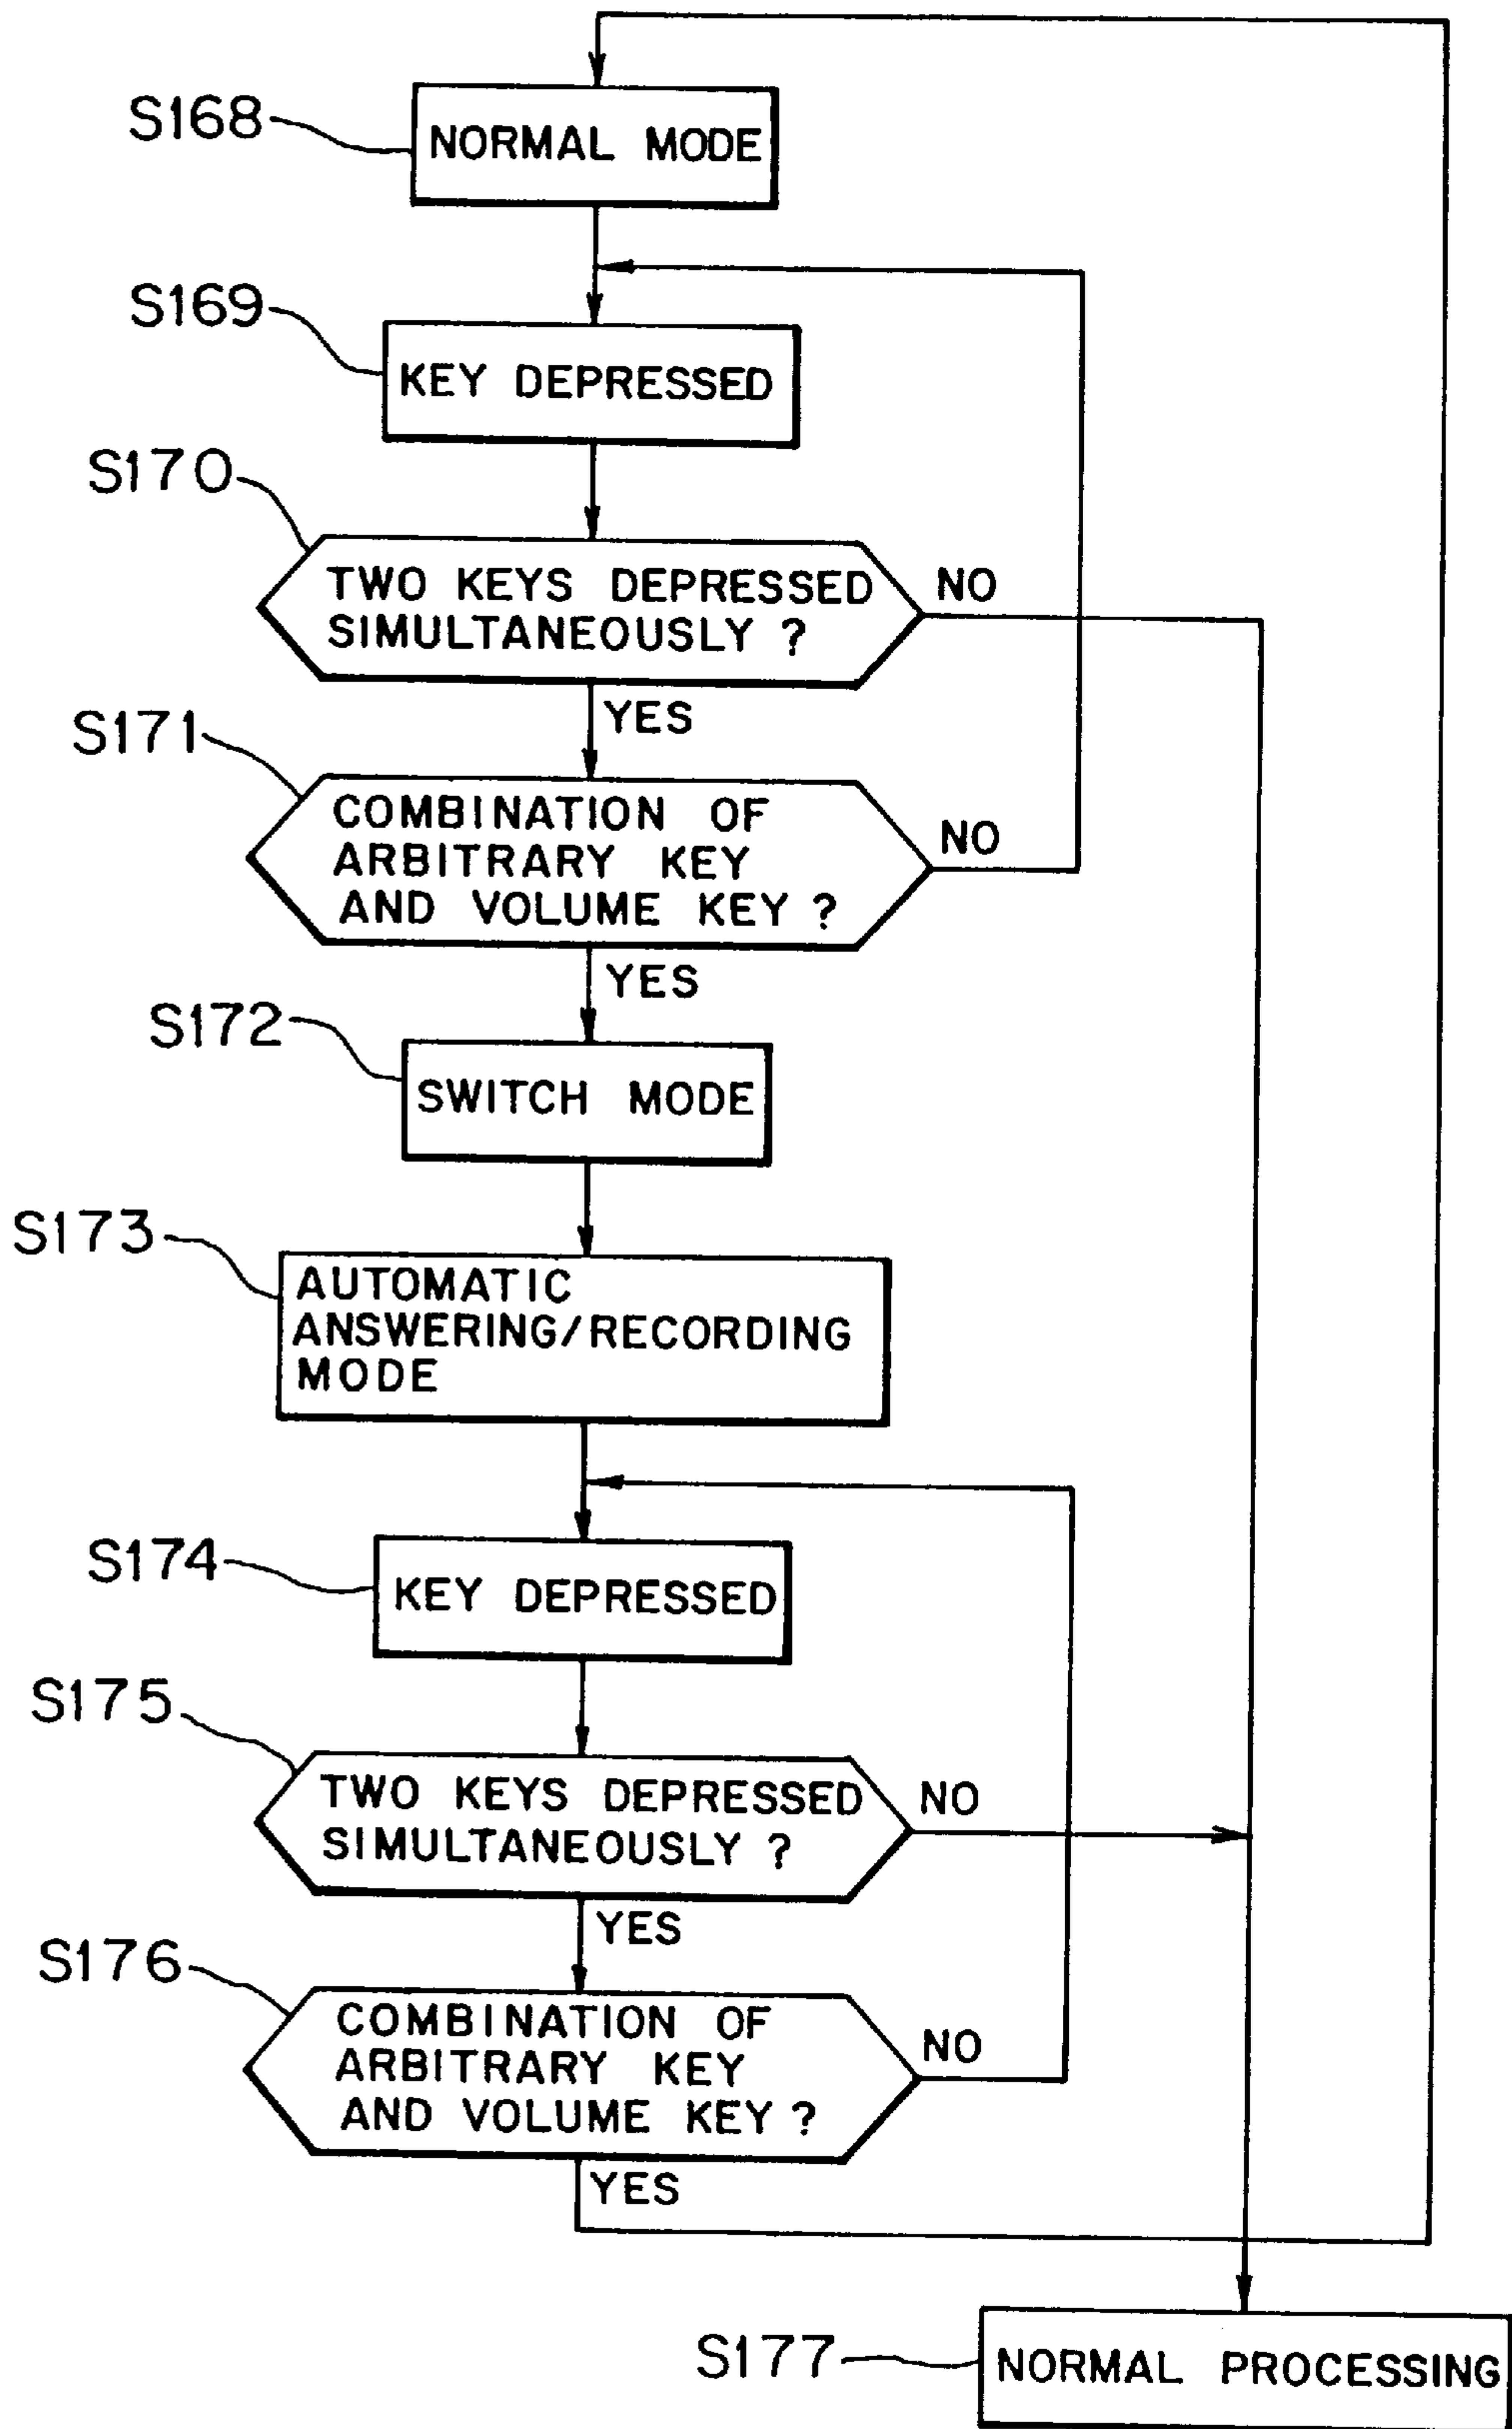 S168
NORMAL MODE
S169
KEY DEPRESSED
S170
TWO KEYS DEPRESSED
SIMULTANEOUSLY ?
NO
YES
S171
COMBINATION OF
ARBITRARY KEY
AND VOLUME KEY ?
NO
YES
S172
SWITCH MODE
S173
AUTOMATIC
ANSWERING/RECORDING
MODE
S174
KEY DEPRESSED
S175
TWO KEYS DEPRESSED
SIMULTANEOUSLY ?
NO
YES
S176
COMBINATION OF
ARBITRARY KEY
AND VOLUME KEY ?
NO
YES
S177
NORMAL PROCESSING